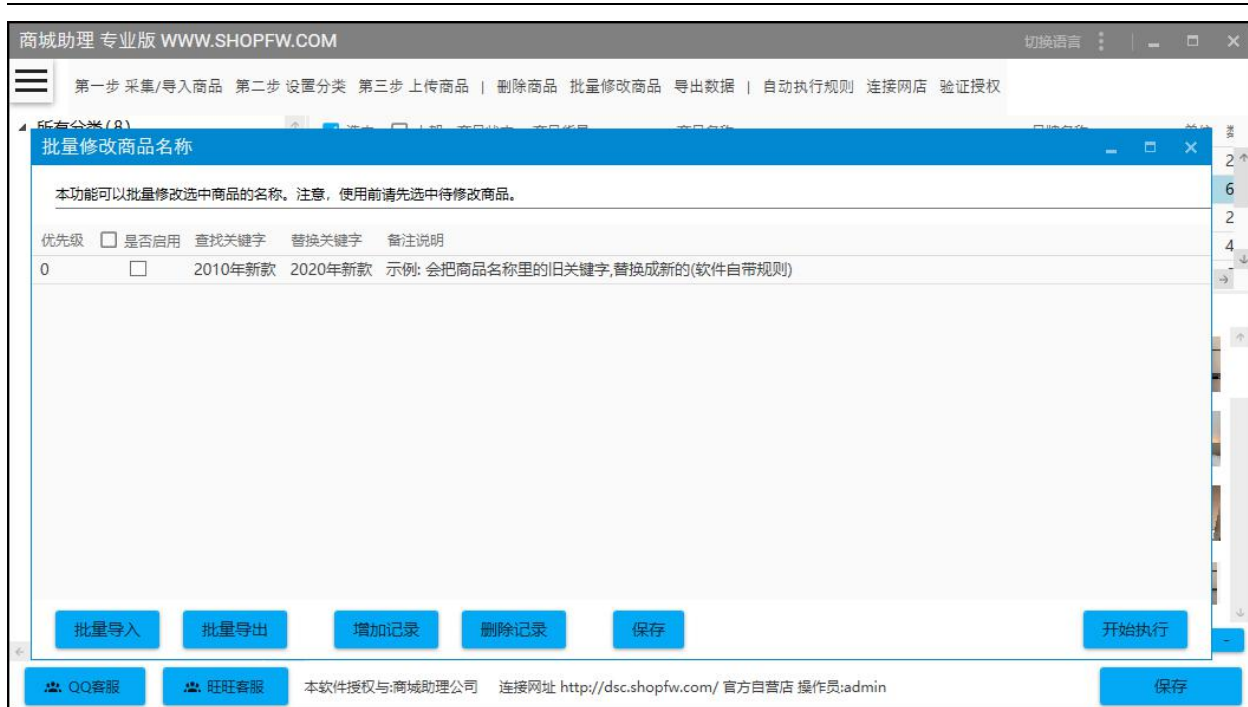 商城助理 专业版 WWW.SHOPFW.COM 切换语言
第一步 采集/导入商品 第二步 设置分类 第三步 上传商品 | 删除商品 批量修改商品 导出数据 | 自动执行规则 连接网店 验证授权
所有分类(8)
批量修改商品名称
2
本功能可以批量修改选中商品的名称。注意，使用前请先选中待修改商品。
6
2
优先级 是否启用 查找关键字 替换关键字 备注说明
4
0 2010年新款 2020年新款 示例: 会把商品名称里的旧关键字,替换成新的(软件自带规则)
批量导入 批量导出 增加记录 删除记录 保存 开始执行
QQ客服 旺旺客服 本软件授权与:商城助理公司 连接网址 http://dsc.shopfw.com/ 官方自营店 操作员:admin 保存